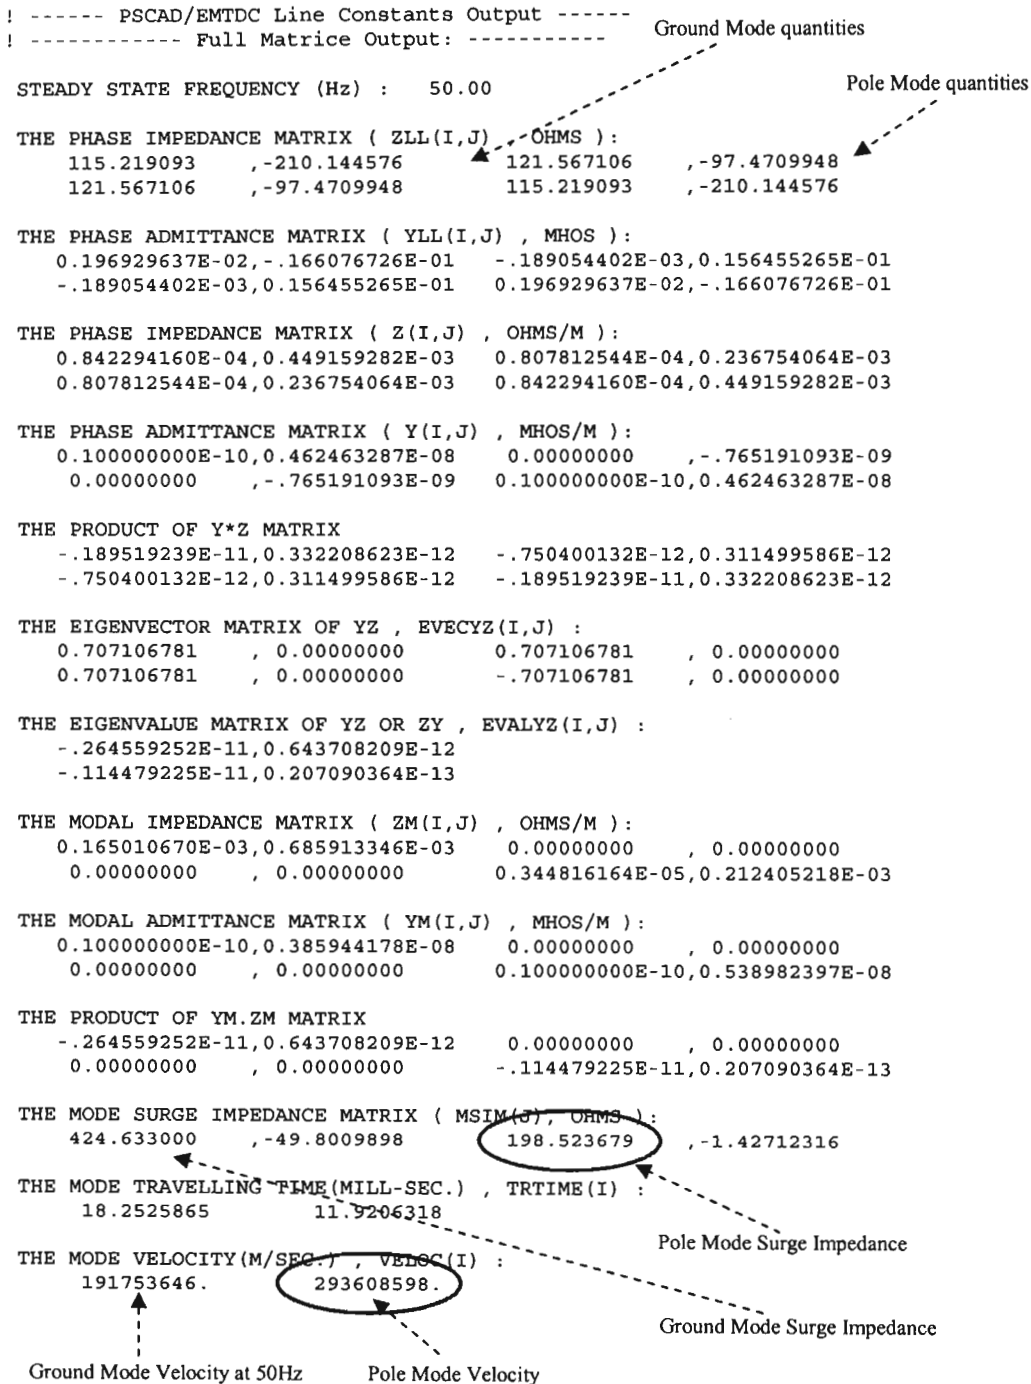 ! ------ PSCAD/EMTDC Line Constants Output ------
! ------------ Full Matrice Output: -----------
Ground Mode quantities
Pole Mode quantities
STEADY STATE FREQUENCY (Hz) : 50.00
THE PHASE IMPEDANCE MATRIX ( ZLL(I,J) , OHMS ):
115.219093 ,-210.144576 121.567106 ,-97.4709948
121.567106 ,-97.4709948 115.219093 ,-210.144576
THE PHASE ADMITTANCE MATRIX ( YLL(I,J) , MHOS ):
0.196929637E-02,-.166076726E-01 -.189054402E-03,0.156455265E-01
-.189054402E-03,0.156455265E-01 0.196929637E-02,-.166076726E-01
THE PHASE IMPEDANCE MATRIX ( Z(I,J) , OHMS/M ):
0.842294160E-04,0.449159282E-03 0.807812544E-04,0.236754064E-03
0.807812544E-04,0.236754064E-03 0.842294160E-04,0.449159282E-03
THE PHASE ADMITTANCE MATRIX ( Y(I,J) , MHOS/M ):
0.100000000E-10,0.462463287E-08 0.00000000 ,-.765191093E-09
0.00000000 ,-.765191093E-09 0.100000000E-10,0.462463287E-08
THE PRODUCT OF Y*Z MATRIX
-.189519239E-11,0.332208623E-12 -.750400132E-12,0.311499586E-12
-.750400132E-12,0.311499586E-12 -.189519239E-11,0.332208623E-12
THE EIGENVECTOR MATRIX OF YZ , EVECYZ(I,J) :
0.707106781 , 0.00000000 0.707106781 , 0.00000000
0.707106781 , 0.00000000 -.707106781 , 0.00000000
THE EIGENVALUE MATRIX OF YZ OR ZY , EVALYZ(I,J) :
-.264559252E-11,0.643708209E-12
-.114479225E-11,0.207090364E-13
THE MODAL IMPEDANCE MATRIX ( ZM(I,J) , OHMS/M ):
0.165010670E-03,0.685913346E-03 0.00000000 , 0.00000000
0.00000000 , 0.00000000 0.344816164E-05,0.212405218E-03
THE MODAL ADMITTANCE MATRIX ( YM(I,J) , MHOS/M ):
0.100000000E-10,0.385944178E-08 0.00000000 , 0.00000000
0.00000000 , 0.00000000 0.100000000E-10,0.538982397E-08
THE PRODUCT OF YM.ZM MATRIX
-.264559252E-11,0.643708209E-12 0.00000000 , 0.00000000
0.00000000 , 0.00000000 -.114479225E-11,0.207090364E-13
THE MODE SURGE IMPEDANCE MATRIX ( MSIM(J), OHMS ):
424.633000 ,-49.8009898 198.523679 ,-1.42712316
THE MODE TRAVELLING TIME(MILL-SEC.) , TRTIME(I) :
18.2525865 11.9206318
Pole Mode Surge Impedance
THE MODE VELOCITY(M/SEC.) , VELOC(I) :
191753646. 293608598.
Ground Mode Surge Impedance
Ground Mode Velocity at 50Hz Pole Mode Velocity